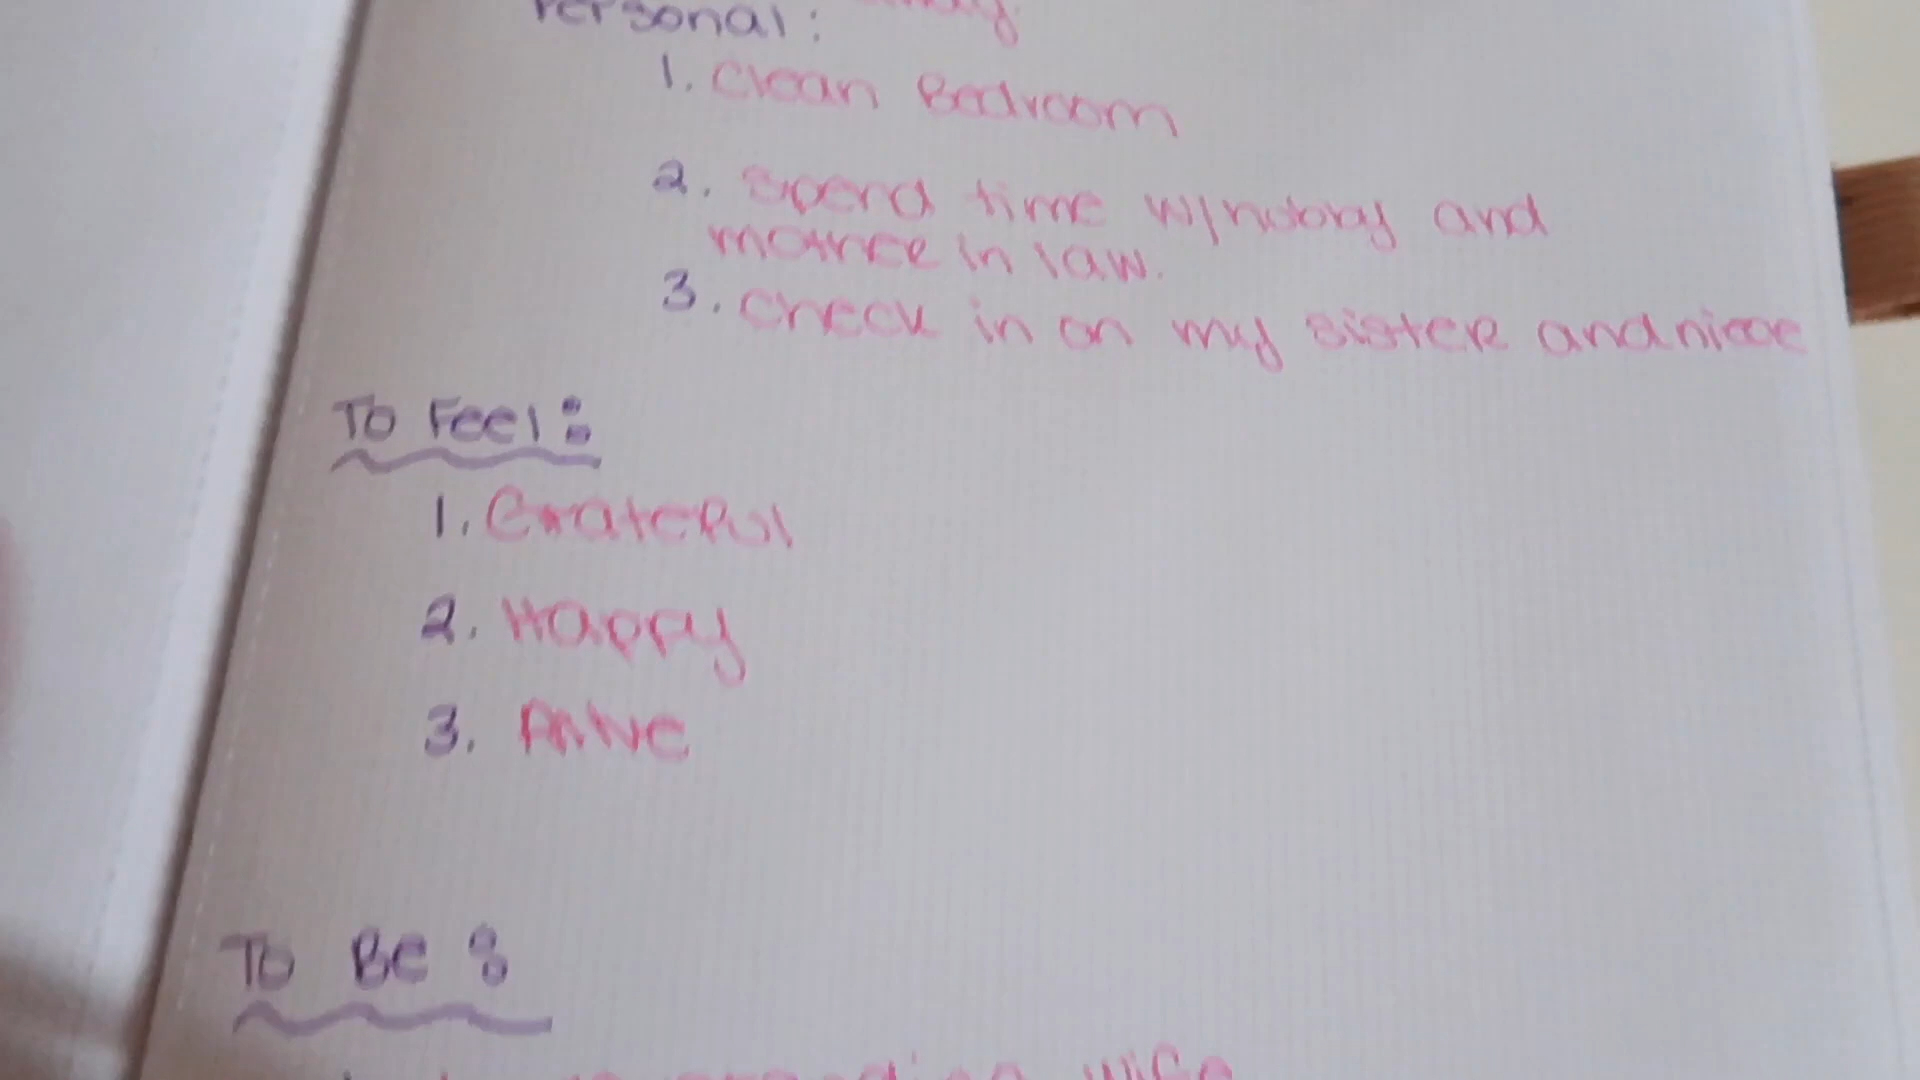 Personal:
1. Clean Bedroom
2. Spend time w/hubby and
mother in law.
3. Check in on my sister and niece
To Feel:
1. Grateful
2. Happy
3. Alive
To Be:
wife